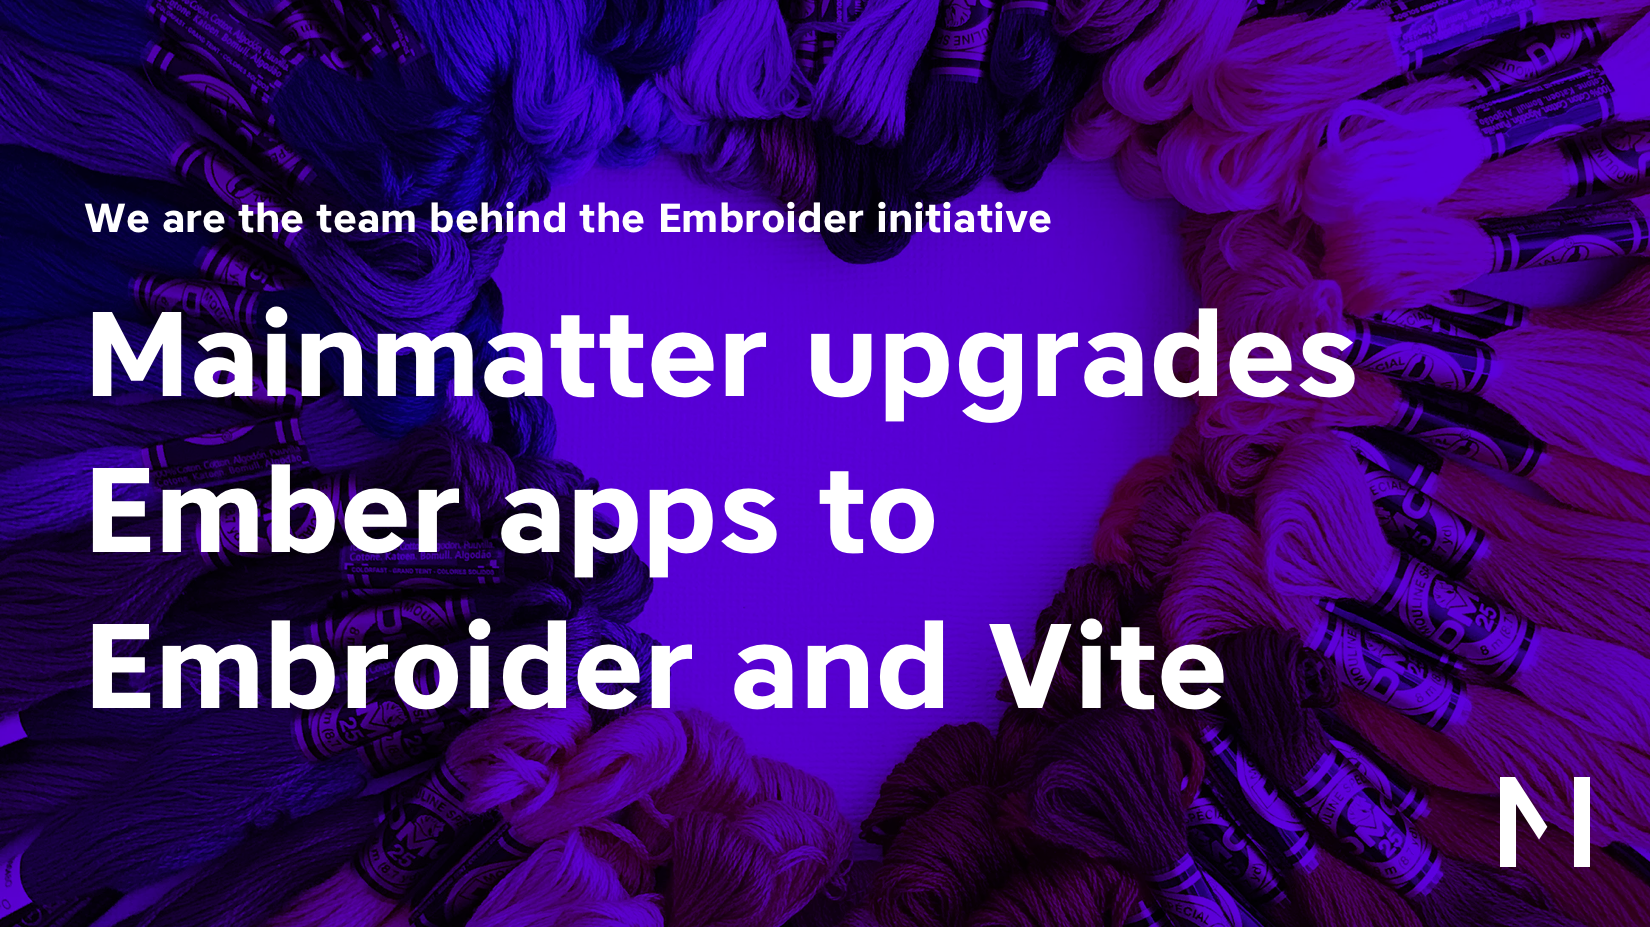 We are the team behind the Embroider initiative
Mainmatter upgrades
Ember apps to
Embroider and Vite